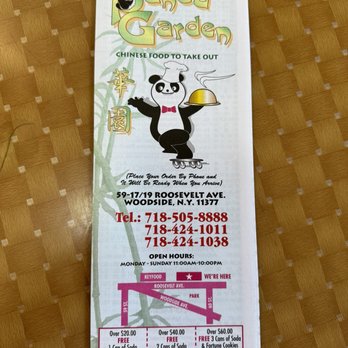 Panda
Garden
CHINESE FOOD TO TAKE OUT
華
園
(Place Your Order By Phone and
It Will Be Ready When You Arrive)
59-17/19 ROOSEVELT AVE.
WOODSIDE, N.Y. 11377
Tel.: 718-505-8888
718-424-1011
718-424-1038
OPEN HOURS:
MONDAY - SUNDAY 11:00AM-10:00PM
KEYFOOD
★ WE'RE HERE
ROOSEVELT AVE.
PARK
WOODSIDE AVE.
Over $20.00
FREE
1 Cans of Soda
Over $40.00
FREE
2 Cans of Soda
Over $60.00
FREE 3 Cans of Soda
& Fortune Cookies